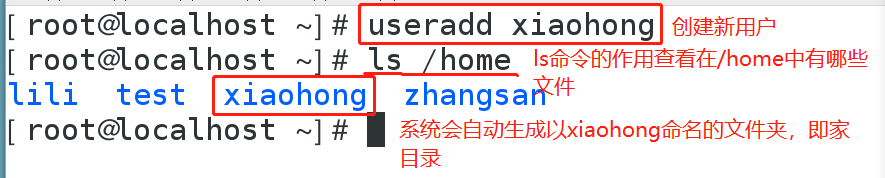 [ root@localhost ~] # useradd xiaohong 创建新用户
[ root@localhost ~] # ls /home ls命令的作用查看在/home中有哪些
文件
lili test xiaohong zhangsan
[ root@localhost ~] # 系统会自动生成以xiaohong命名的文件夹，即家
目录